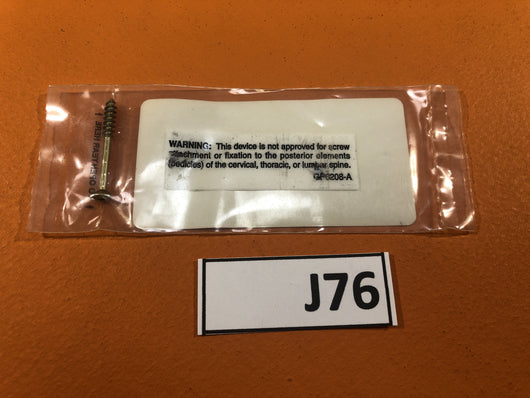 WARNING: This device is not approved for screw
attachment or fixation to the posterior elements
(pedicles) of the cervical, thoracic, or lumbar spine.
GF6208-A
J76